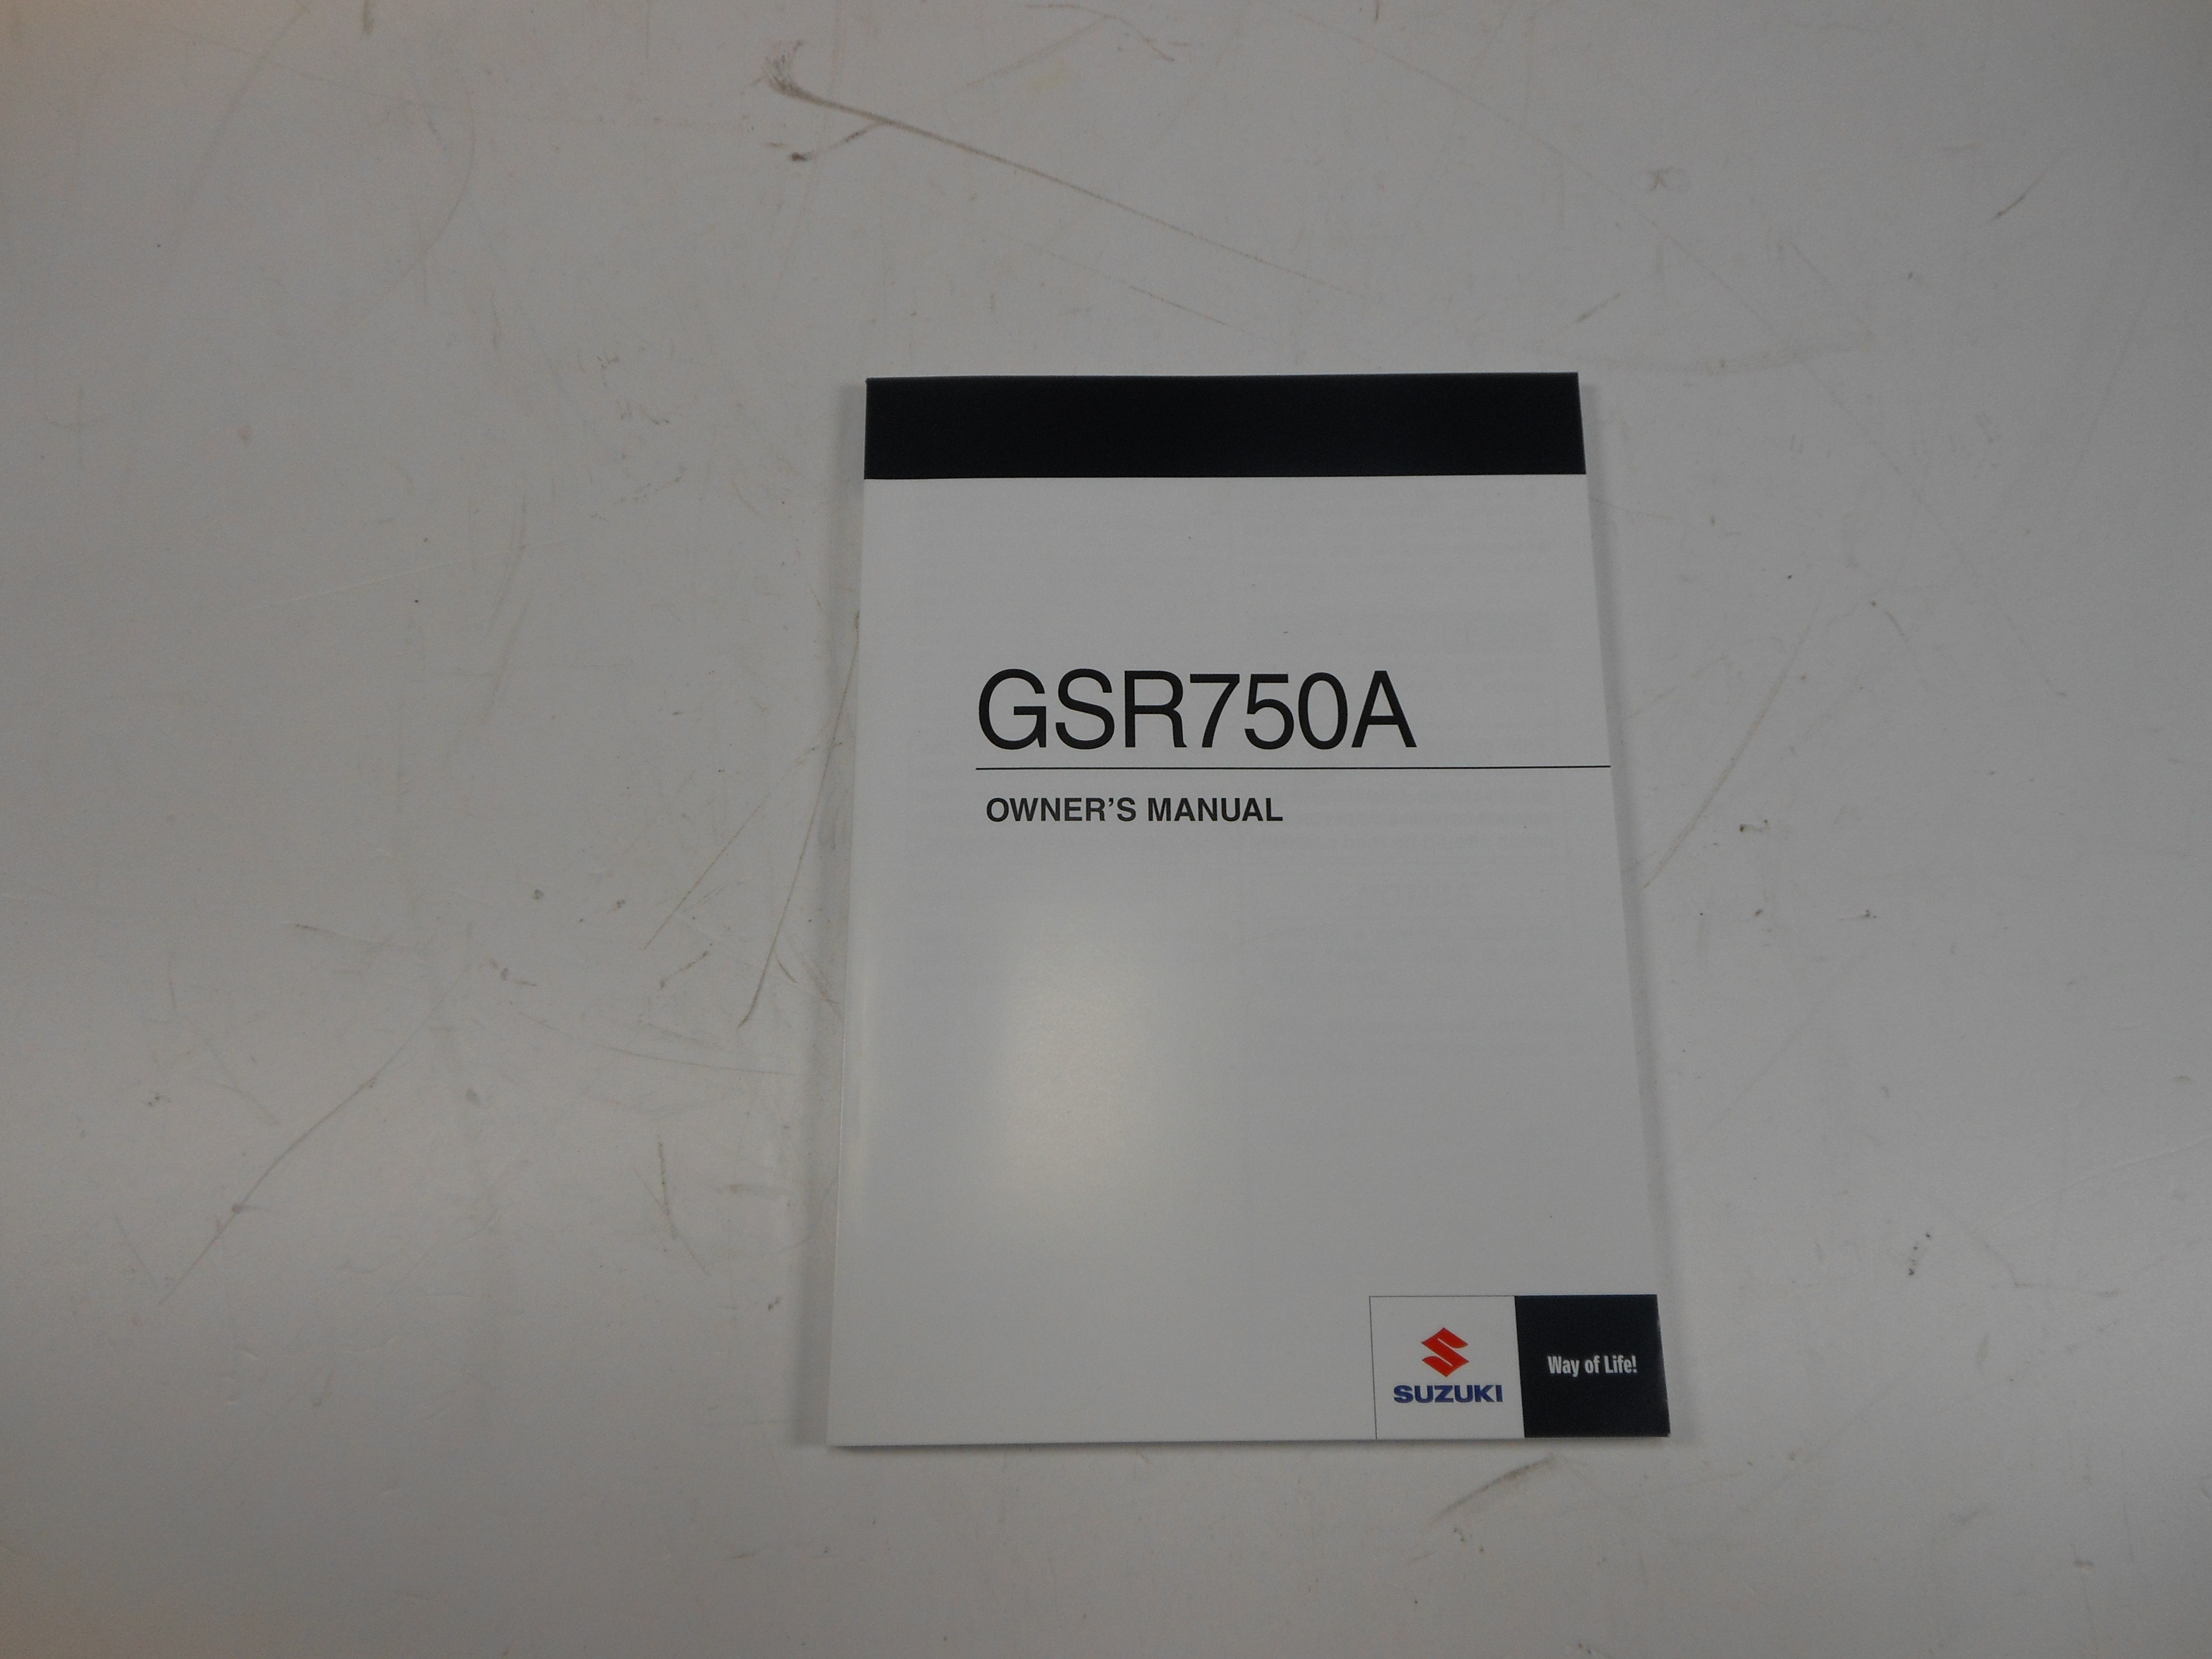 GSR750A
OWNER'S MANUAL
SUZUKI
Way of Life!